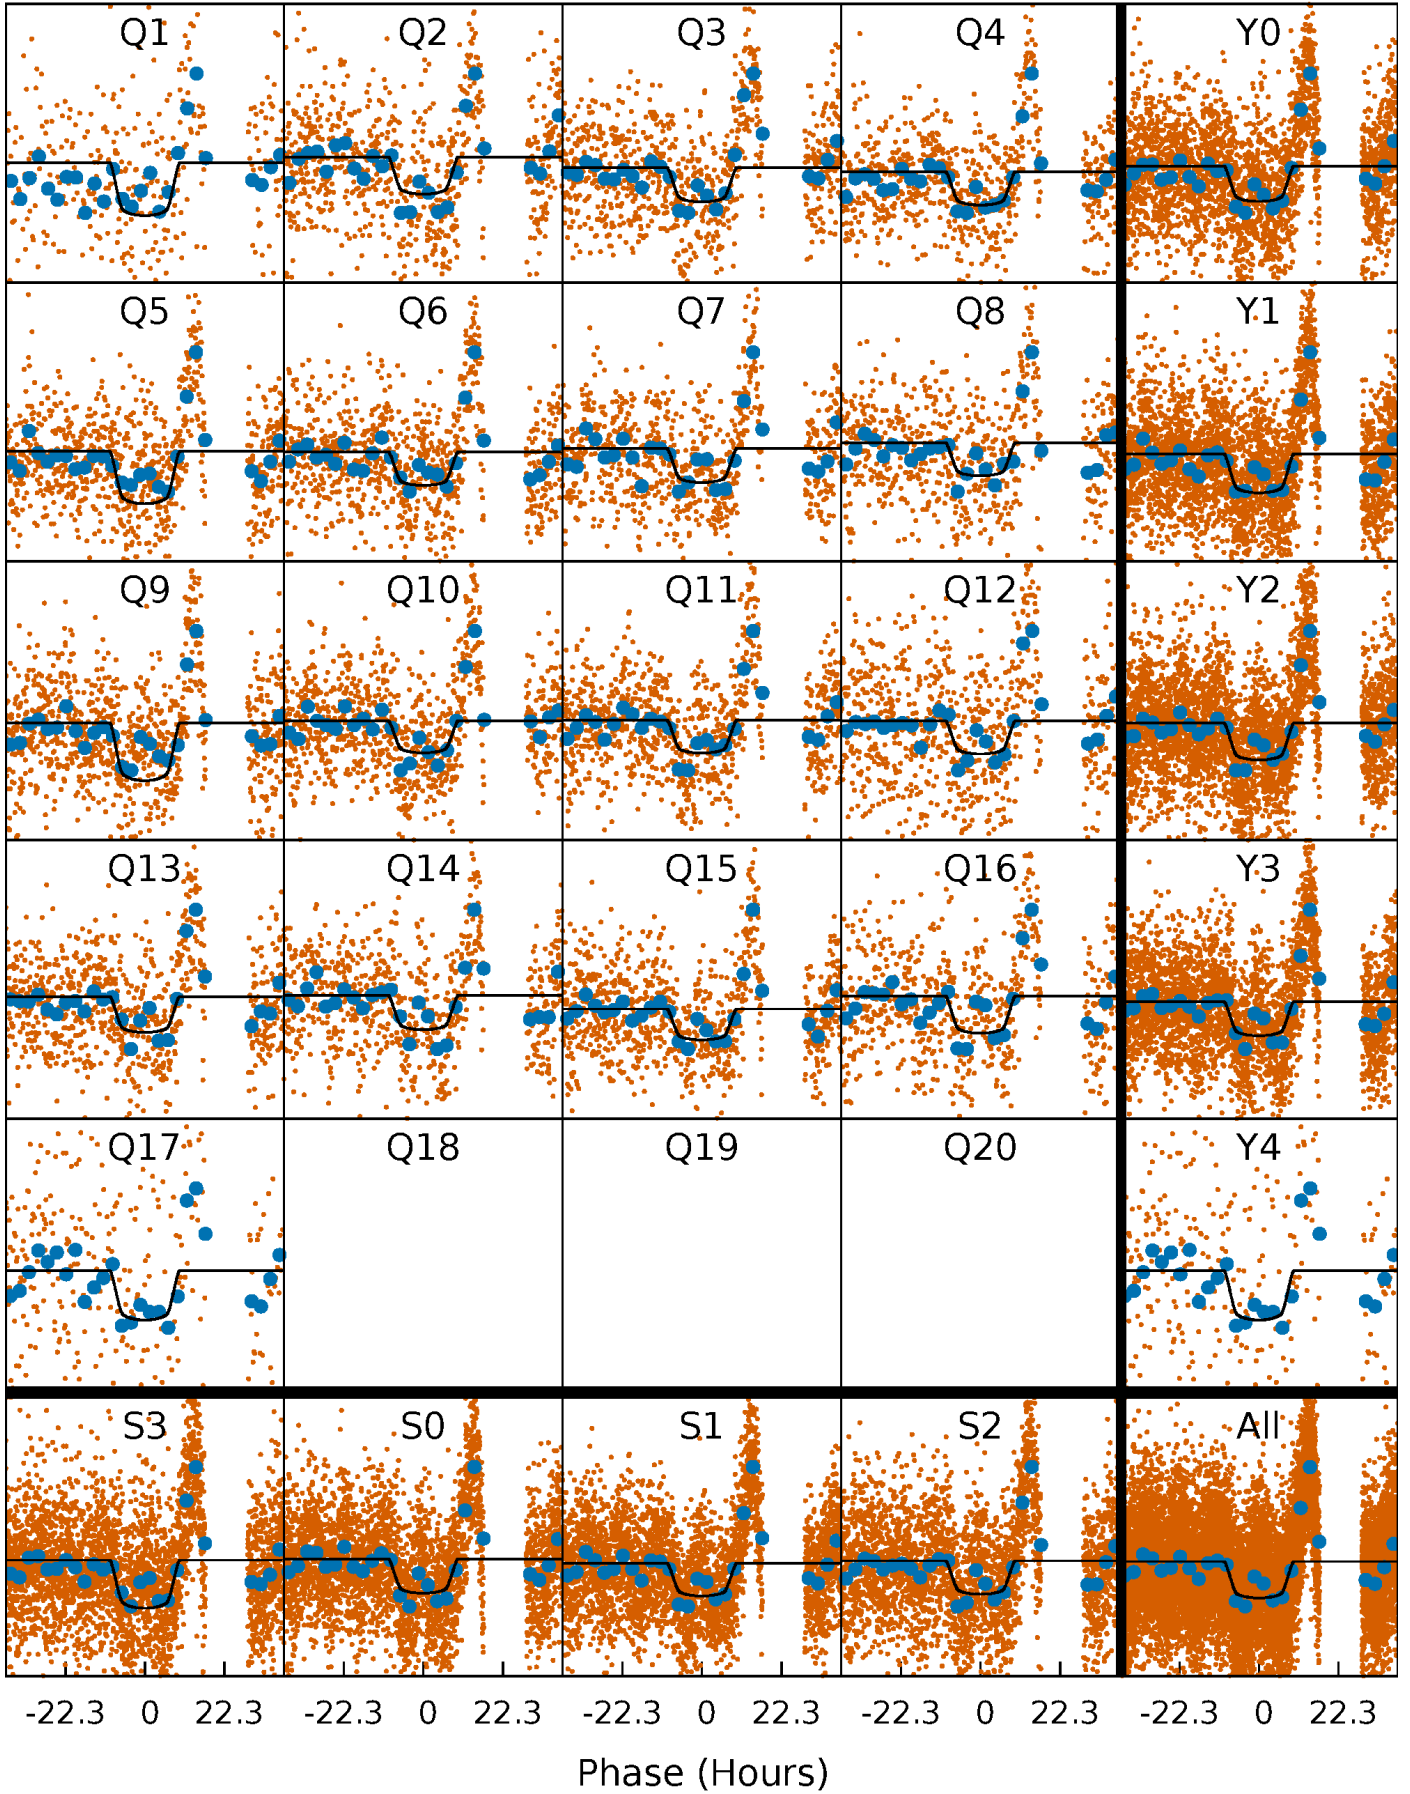 Q1 Q2 Q3 Q4 Y0
Q5 Q6 Q7 Q8 Y1
Q9 Q10 Q11 Q12 Y2
Q13 Q14 Q15 Q16 Y3
Q17 Q18 Q19 Q20 Y4
S3 S0 S1 S2 All
-22.3 0 22.3 -22.3 0 22.3 -22.3 0 22.3 -22.3 0 22.3 -22.3 0 22.3
Phase (Hours)